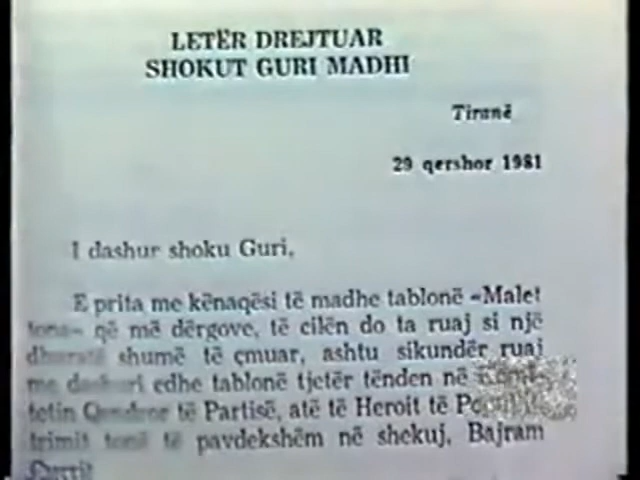 LETËR DREJTUAR
SHOKUT GURI MADHI
Tiranë
29 qershor 1981
I dashur shoku Guri,
E prita me kënaqësi të madhe tablonë «Malet
tona» që më dërgove, të cilën do ta ruaj si një
dhuratë shumë të çmuar, ashtu sikundër ruaj
me dashuri edhe tablonë tjetër tënden në
tetin Qendror të Partisë, atë të Heroit të
trimit tonë të pavdekshëm në shekuj, Bajram
Currit